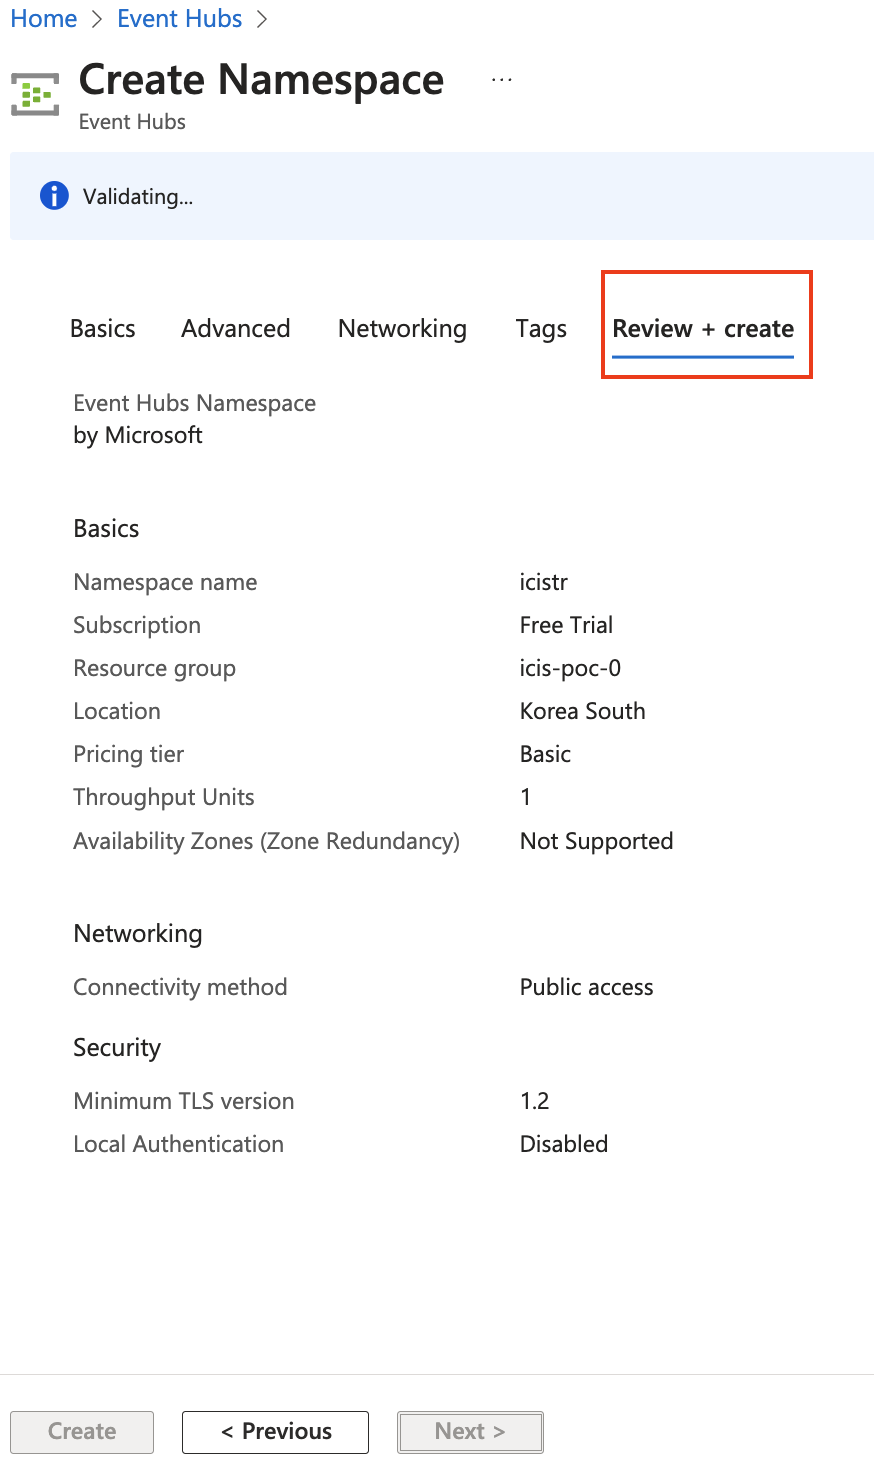 Home > Event Hubs >
Create Namespace ...
Event Hubs
Validating...
Basics Advanced Networking Tags Review + create
Event Hubs Namespace
by Microsoft
Basics
Namespace name icistr
Subscription Free Trial
Resource group icis-poc-0
Location Korea South
Pricing tier Basic
Throughput Units 1
Availability Zones (Zone Redundancy) Not Supported
Networking
Connectivity method Public access
Security
Minimum TLS version 1.2
Local Authentication Disabled
Create < Previous Next >